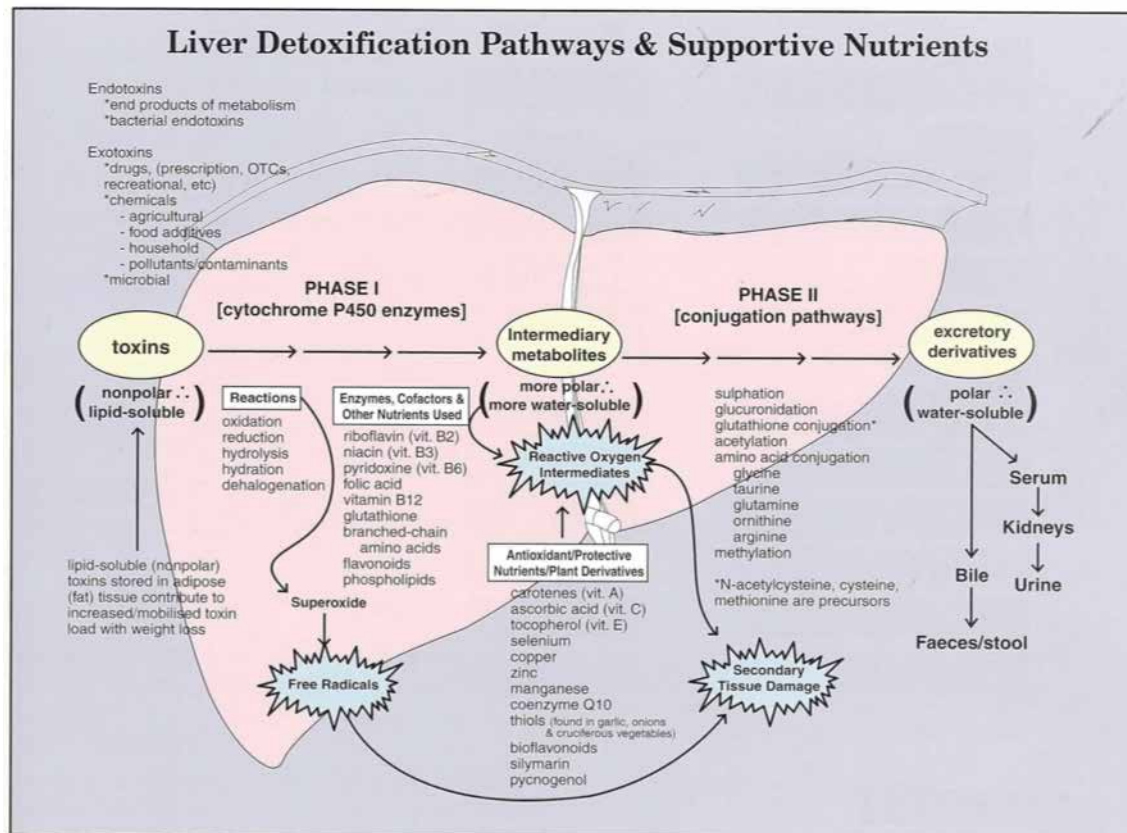 Liver Detoxification Pathways & Supportive Nutrients
Endotoxins
*end products of metabolism
*bacterial endotoxins
Exotoxins
*drugs, (prescription, OTCs,
recreational, etc)
*chemicals
- agricultural
- food additives
- household
- pollutants/contaminants
*microbial
PHASE I
[cytochrome P450 enzymes]
PHASE II
[conjugation pathways]
toxins
(nonpolar ∴
lipid-soluble)
Intermediary
metabolites
(more polar ∴
more water-soluble)
excretory
derivatives
(polar ∴
water-soluble)
Reactions
oxidation
reduction
hydrolysis
hydration
dehalogenation
Enzymes, Cofactors &
Other Nutrients Used
riboflavin (vit. B2)
niacin (vit. B3)
pyridoxine (vit. B6)
folic acid
vitamin B12
glutathione
branched-chain
amino acids
flavonoids
phospholipids
Reactive Oxygen
Intermediates
sulphation
glucuronidation
glutathione conjugation*
acetylation
amino acid conjugation
glycine
taurine
glutamine
ornithine
arginine
methylation
*N-acetylcysteine, cysteine,
methionine are precursors
Serum
Kidneys
Urine
Bile
Faeces/stool
lipid-soluble (nonpolar)
toxins stored in adipose
(fat) tissue contribute to
increased/mobilised toxin
load with weight loss
Superoxide
Free Radicals
Antioxidant/Protective
Nutrients/Plant Derivatives
carotenes (vit. A)
ascorbic acid (vit. C)
tocopherol (vit. E)
selenium
copper
zinc
manganese
coenzyme Q10
thiols (found in garlic, onions
& cruciferous vegetables)
bioflavonoids
silymarin
pycnogenol
Secondary
Tissue Damage